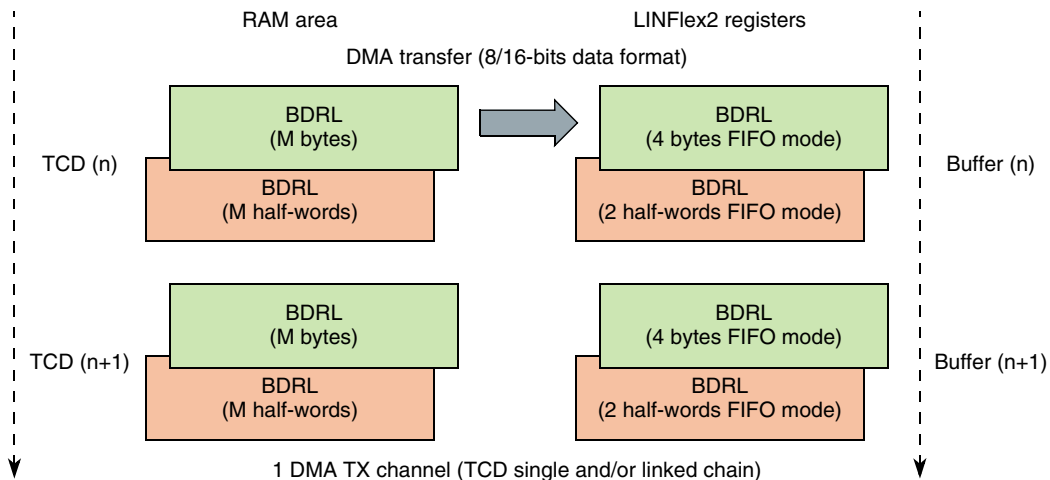 RAM area
LINFlex2 registers
DMA transfer (8/16-bits data format)
BDRL
(M bytes)
BDRL
(4 bytes FIFO mode)
TCD (n)
Buffer (n)
BDRL
(M half-words)
BDRL
(2 half-words FIFO mode)
BDRL
(M bytes)
BDRL
(4 bytes FIFO mode)
TCD (n+1)
Buffer (n+1)
BDRL
(M half-words)
BDRL
(2 half-words FIFO mode)
1 DMA TX channel (TCD single and/or linked chain)